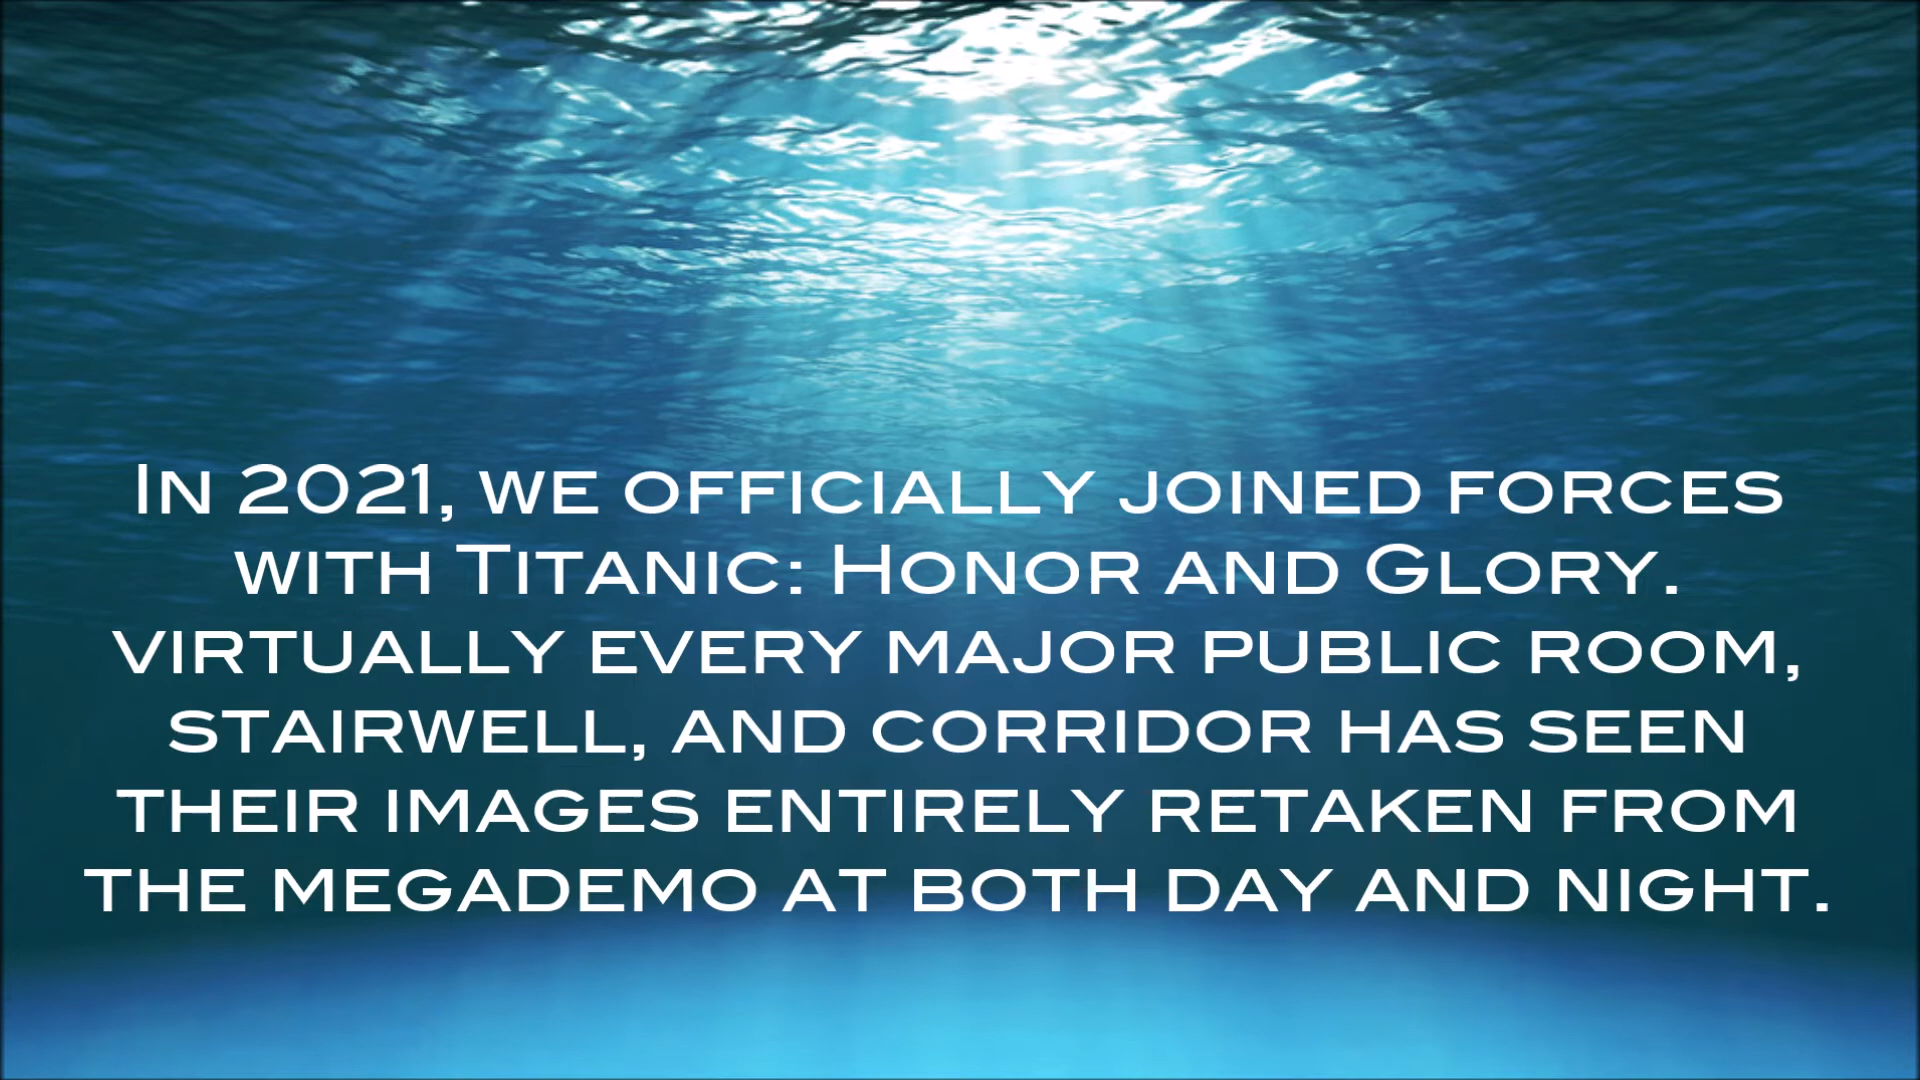 In 2021, we officially joined forces
with Titanic: Honor and Glory.
virtually every major public room,
stairwell, and corridor has seen
their images entirely retaken from
the megademo at both day and night.